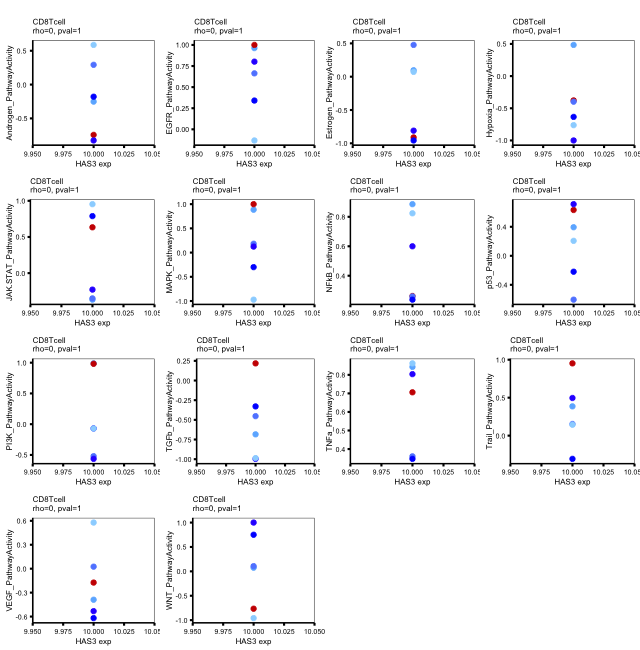 CD8Tcell
rho=0, pval=1
Androgen_PathwayActivity
0.5
0.0
-0.5
9.950
9.975
10.000
10.025
10.05
HAS3 exp
CD8Tcell
rho=0, pval=1
EGFR_PathwayActivity
1.00
0.75
0.50
0.25
0.00
9.950
9.975
10.000
10.025
10.05
HAS3 exp
CD8Tcell
rho=0, pval=1
Estrogen_PathwayActivity
0.5
0.0
-0.5
-1.0
9.950
9.975
10.000
10.025
10.05
HAS3 exp
CD8Tcell
rho=0, pval=1
Hypoxia_PathwayActivity
0.5
0.0
-0.5
-1.0
9.950
9.975
10.000
10.025
10.05
HAS3 exp
CD8Tcell
rho=0, pval=1
JAK.STAT_PathwayActivity
1.0
0.5
0.0
9.950
9.975
10.000
10.025
10.05
HAS3 exp
CD8Tcell
rho=0, pval=1
MAPK_PathwayActivity
1.0
0.5
0.0
-0.5
-1.0
9.950
9.975
10.000
10.025
10.05
HAS3 exp
CD8Tcell
rho=0, pval=1
NFkB_PathwayActivity
0.8
0.6
0.4
9.950
9.975
10.000
10.025
10.05
HAS3 exp
CD8Tcell
rho=0, pval=1
p53_PathwayActivity
0.4
0.0
-0.4
9.950
9.975
10.000
10.025
10.05
HAS3 exp
CD8Tcell
rho=0, pval=1
PI3K_PathwayActivity
1.0
0.5
0.0
-0.5
9.950
9.975
10.000
10.025
10.05
HAS3 exp
CD8Tcell
rho=0, pval=1
TGFb_PathwayActivity
0.25
0.00
-0.25
-0.50
-0.75
-1.00
9.950
9.975
10.000
10.025
10.05
HAS3 exp
CD8Tcell
rho=0, pval=1
TNFa_PathwayActivity
0.8
0.6
0.4
9.950
9.975
10.000
10.025
10.05
HAS3 exp
CD8Tcell
rho=0, pval=1
Trail_PathwayActivity
1.0
0.5
0.0
9.950
9.975
10.000
10.025
10.05
HAS3 exp
CD8Tcell
rho=0, pval=1
VEGF_PathwayActivity
0.6
0.3
0.0
-0.3
-0.6
9.950
9.975
10.000
10.025
10.05
HAS3 exp
CD8Tcell
rho=0, pval=1
WNT_PathwayActivity
1.0
0.5
0.0
-0.5
-1.0
9.950
9.975
10.000
10.025
10.050
HAS3 exp